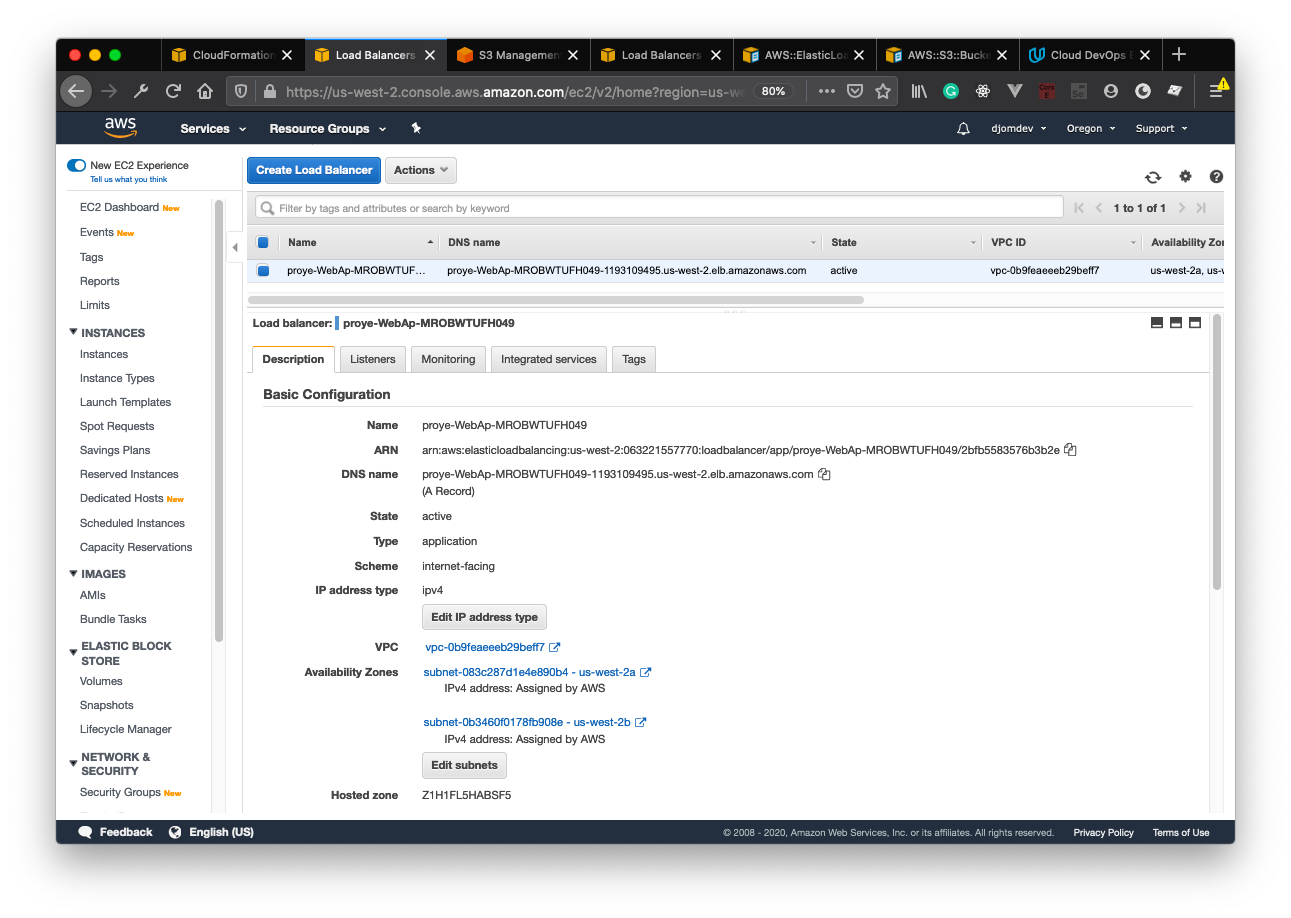 CloudFormation
Load Balancers
S3 Managemen
Load Balancers
AWS::ElasticLoa
AWS::S3::Bucke
Cloud DevOps E
https://us-west-2.console.aws.amazon.com/ec2/v2/home?region=us-we
80%
aws
Services
Resource Groups
djomdev
Oregon
Support
New EC2 Experience
Tell us what you think
EC2 Dashboard New
Events New
Tags
Reports
Limits
INSTANCES
Instances
Instance Types
Launch Templates
Spot Requests
Savings Plans
Reserved Instances
Dedicated Hosts New
Scheduled Instances
Capacity Reservations
IMAGES
AMIs
Bundle Tasks
ELASTIC BLOCK
STORE
Volumes
Snapshots
Lifecycle Manager
NETWORK &
SECURITY
Security Groups New
Create Load Balancer
Actions
Filter by tags and attributes or search by keyword
1 to 1 of 1
Name DNS name State VPC ID Availability Zon
proye-WebAp-MROBWTUF... proye-WebAp-MROBWTUFH049-1193109495.us-west-2.elb.amazonaws.com active vpc-0b9feaeeeb29beff7 us-west-2a, us-w
Load balancer: proye-WebAp-MROBWTUFH049
Description Listeners Monitoring Integrated services Tags
Basic Configuration
Name proye-WebAp-MROBWTUFH049
ARN arn:aws:elasticloadbalancing:us-west-2:063221557770:loadbalancer/app/proye-WebAp-MROBWTUFH049/2bfb5583576b3b2e
DNS name proye-WebAp-MROBWTUFH049-1193109495.us-west-2.elb.amazonaws.com
(A Record)
State active
Type application
Scheme internet-facing
IP address type ipv4
Edit IP address type
VPC vpc-0b9feaeeeb29beff7
Availability Zones subnet-083c287d1e4e890b4 - us-west-2a
IPv4 address: Assigned by AWS
subnet-0b3460f0178fb908e - us-west-2b
IPv4 address: Assigned by AWS
Edit subnets
Hosted zone Z1H1FL5HABSF5
Feedback
English (US)
© 2008 - 2020, Amazon Web Services, Inc. or its affiliates. All rights reserved.
Privacy Policy
Terms of Use